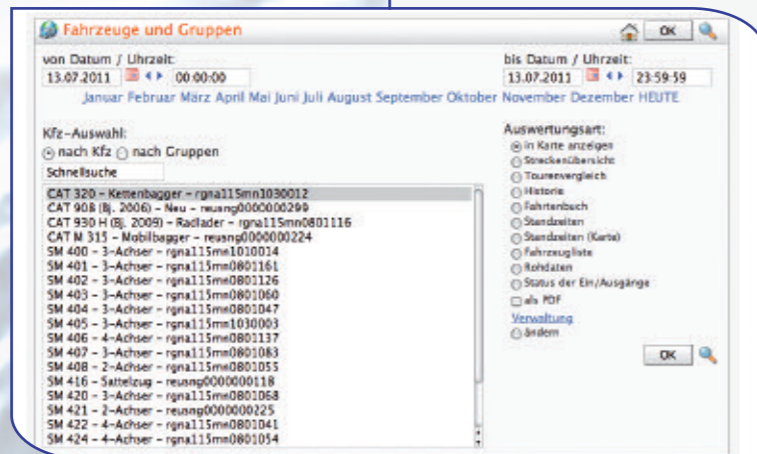 Fahrzeuge und Gruppen
OK
von Datum / Uhrzeit:
13.07.2011 00:00:00
bis Datum / Uhrzeit:
13.07.2011 23:59:59
Januar Februar März April Mai Juni Juli August September Oktober November Dezember HEUTE
Kfz-Auswahl:
nach Kfz nach Gruppen
Schnellsuche
CAT 320 - Kettenbagger - rgna115mn1030012
CAT 908 (Bj. 2006) - Neu - reusng0000000299
CAT 930 H (Bj. 2009) - Radlader - rgna115mn0801116
CAT M 315 - Mobilbagger - reusng0000000224
SM 400 - 3-Achser - rgna115mn1010014
SM 401 - 3-Achser - rgna115mn0801161
SM 402 - 3-Achser - rgna115mn0801126
SM 403 - 3-Achser - rgna115mn0801060
SM 404 - 3-Achser - rgna115mn0801047
SM 405 - 3-Achser - rgna115mn1030003
SM 406 - 4-Achser - rgna115mn0801137
SM 407 - 3-Achser - rgna115mn0801083
SM 408 - 2-Achser - rgna115mn0801055
SM 416 - Sattelzug - reusng0000000118
SM 420 - 3-Achser - rgna115mn0801068
SM 421 - 2-Achser - reusng0000000225
SM 422 - 4-Achser - rgna115mn0801041
SM 424 - 4-Achser - rgna115mn0801054
Auswertungsart:
in Karte anzeigen
Streckenübersicht
Tourenvergleich
Historie
Fahrtenbuch
Standzeiten
Standzeiten (Karte)
Fahrzeugliste
Rohdaten
Status der Ein/Ausgänge
als PDF
Verwaltung
ändern
OK